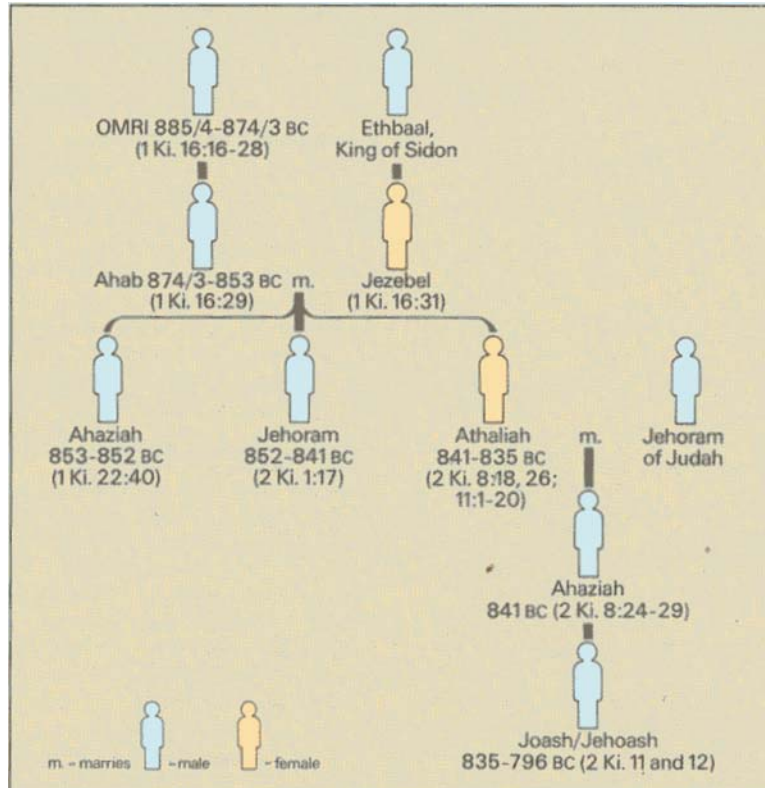 OMRI 885/4-874/3 BC
(1 Ki. 16:16-28)
Ethbaal,
King of Sidon
Ahab 874/3-853 BC m.
(1 Ki. 16:29)
Jezebel
(1 Ki. 16:31)
Ahaziah
853-852 BC
(1 Ki. 22:40)
Jehoram
852-841 BC
(2 Ki. 1:17)
Athaliah
841-835 BC
(2 Ki. 8:18, 26;
11:1-20)
m.
Jehoram
of Judah
Ahaziah
841 BC (2 Ki. 8:24-29)
Joash/Jehoash
835-796 BC (2 Ki. 11 and 12)
m. - marries
-male
-female